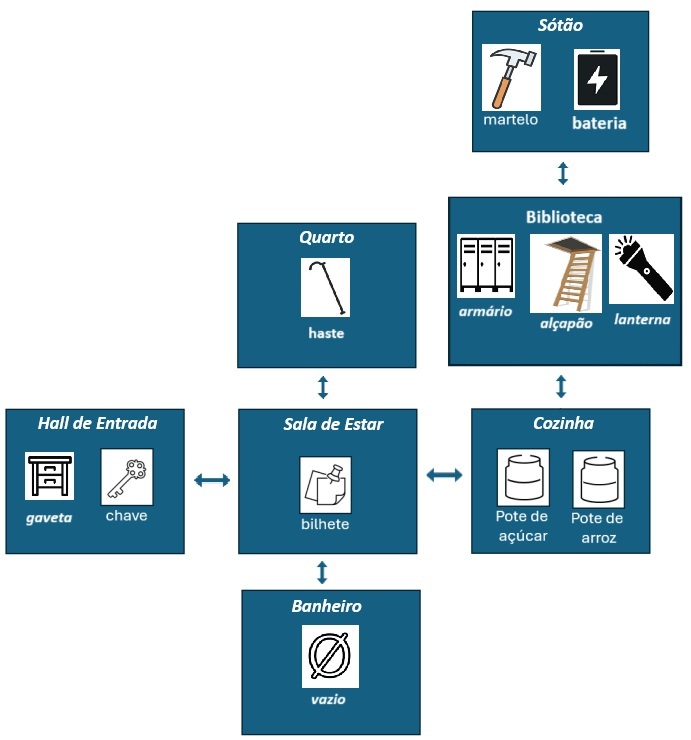 Sótão
martelo
bateria
Biblioteca
armário
alçapão
lanterna
Quarto
haste
Hall de Entrada
gaveta
chave
Sala de Estar
bilhete
Cozinha
Pote de
açúcar
Pote de
arroz
Banheiro
vazio